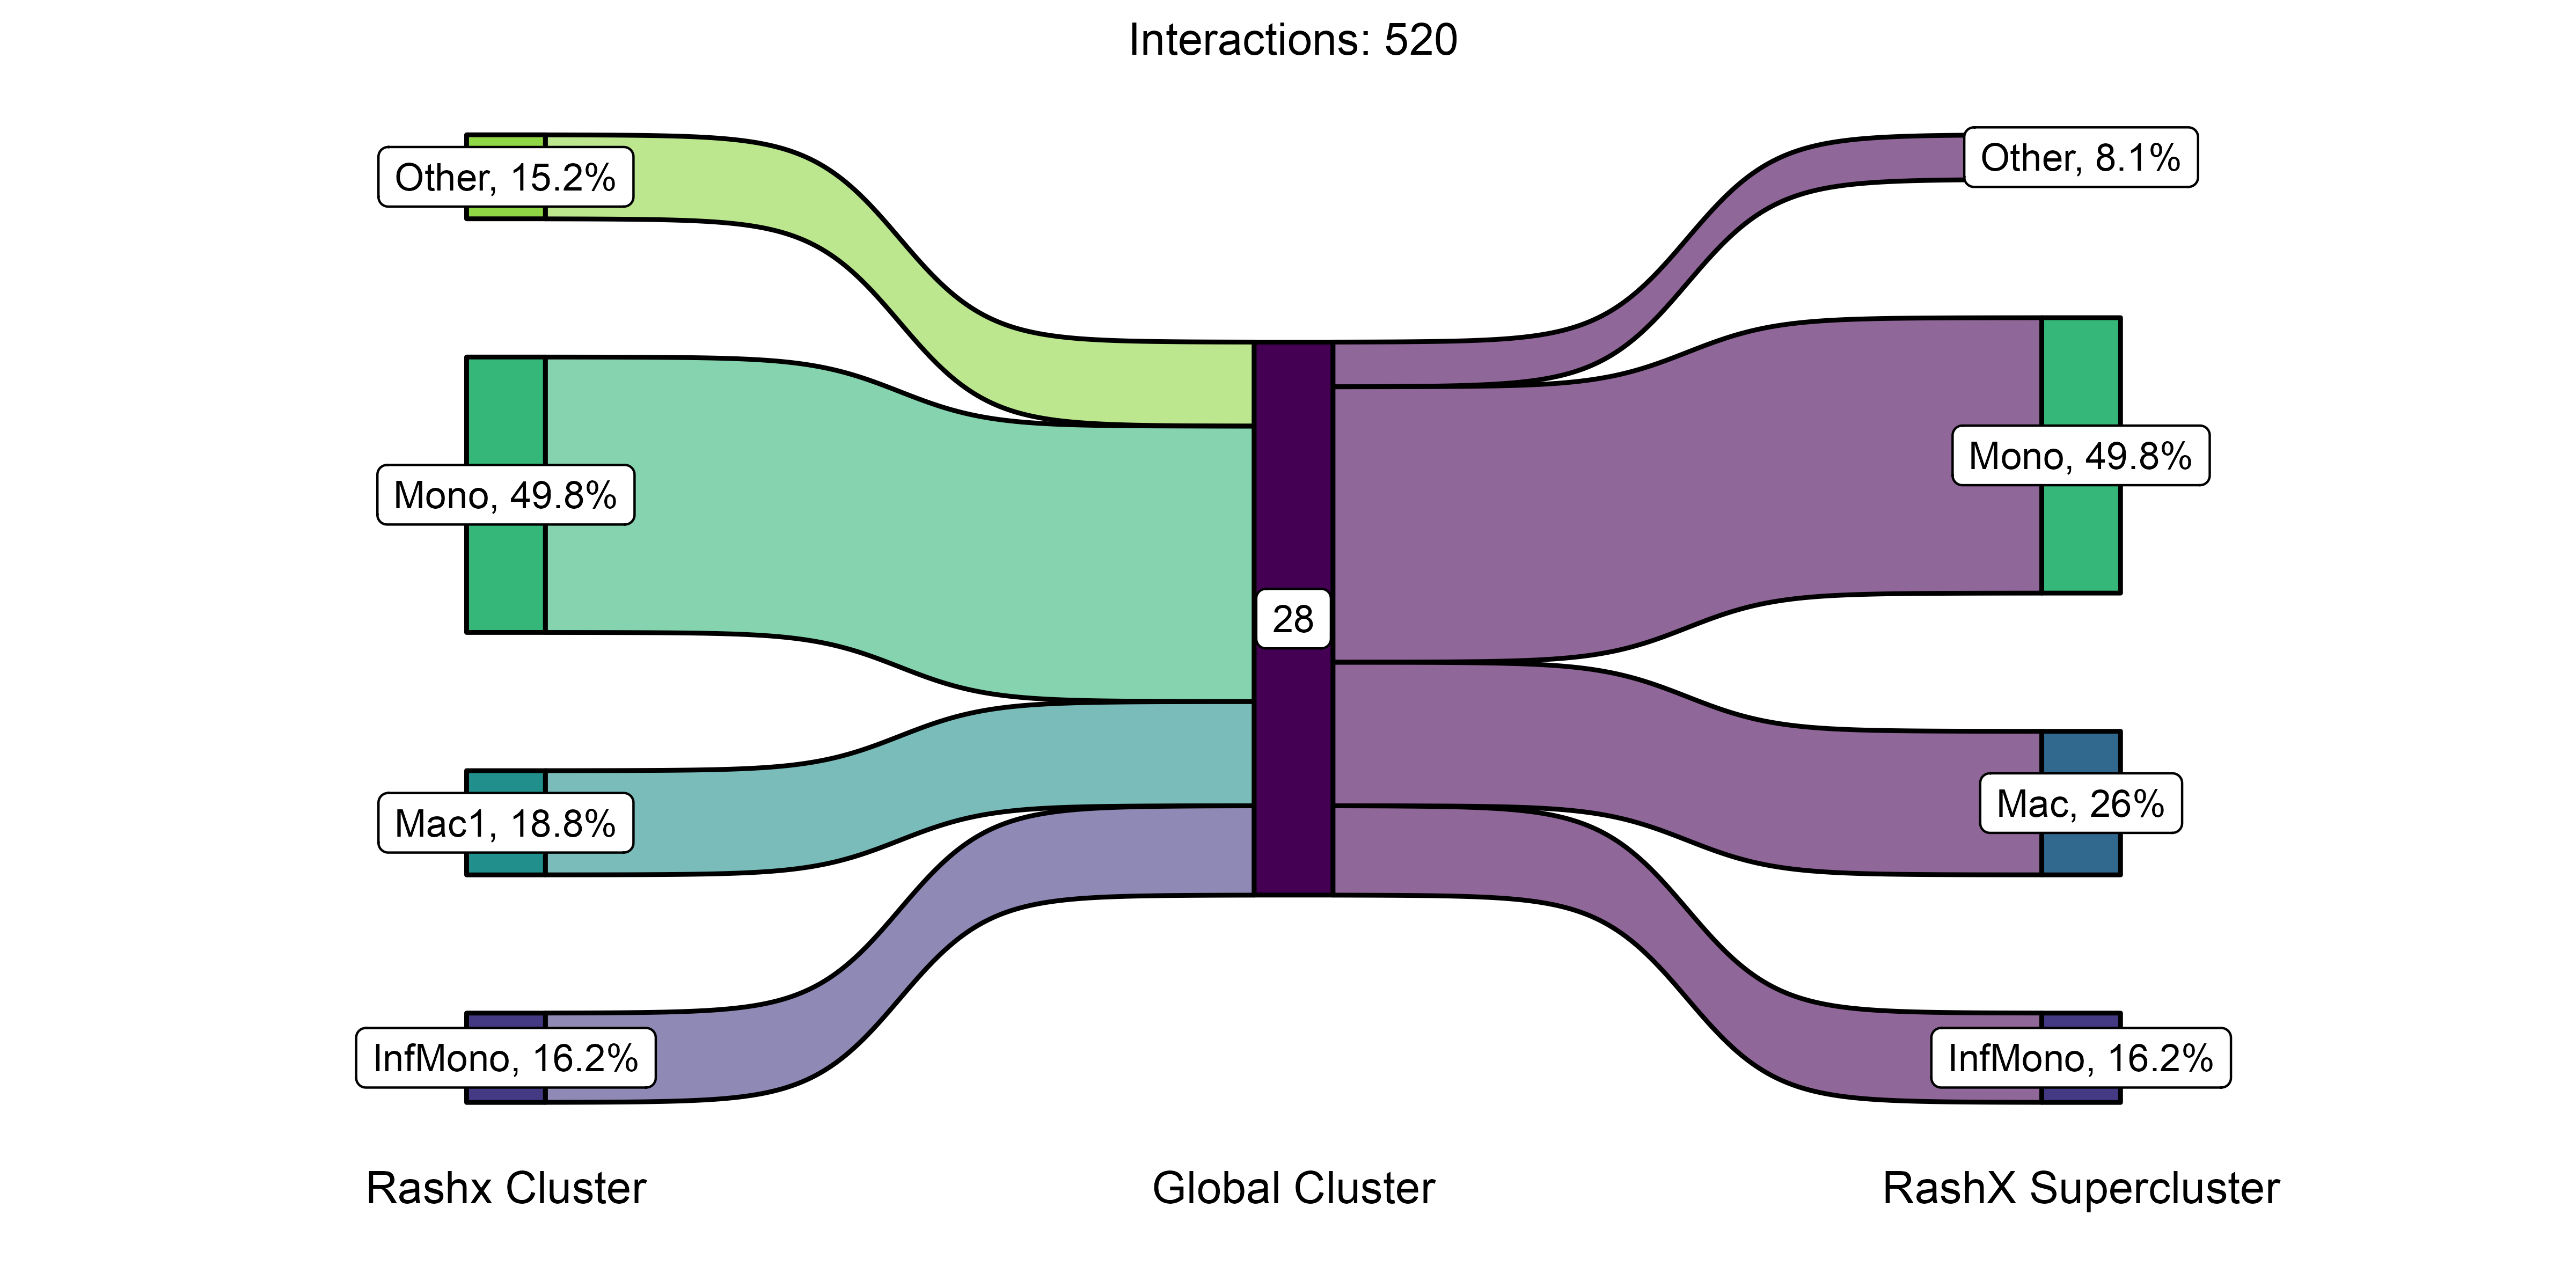 Interactions: 520
Other, 15.2%
Mono, 49.8%
Mac1, 18.8%
InfMono, 16.2%
28
Other, 8.1%
Mono, 49.8%
Mac, 26%
InfMono, 16.2%
Rashx Cluster
Global Cluster
RashX Supercluster